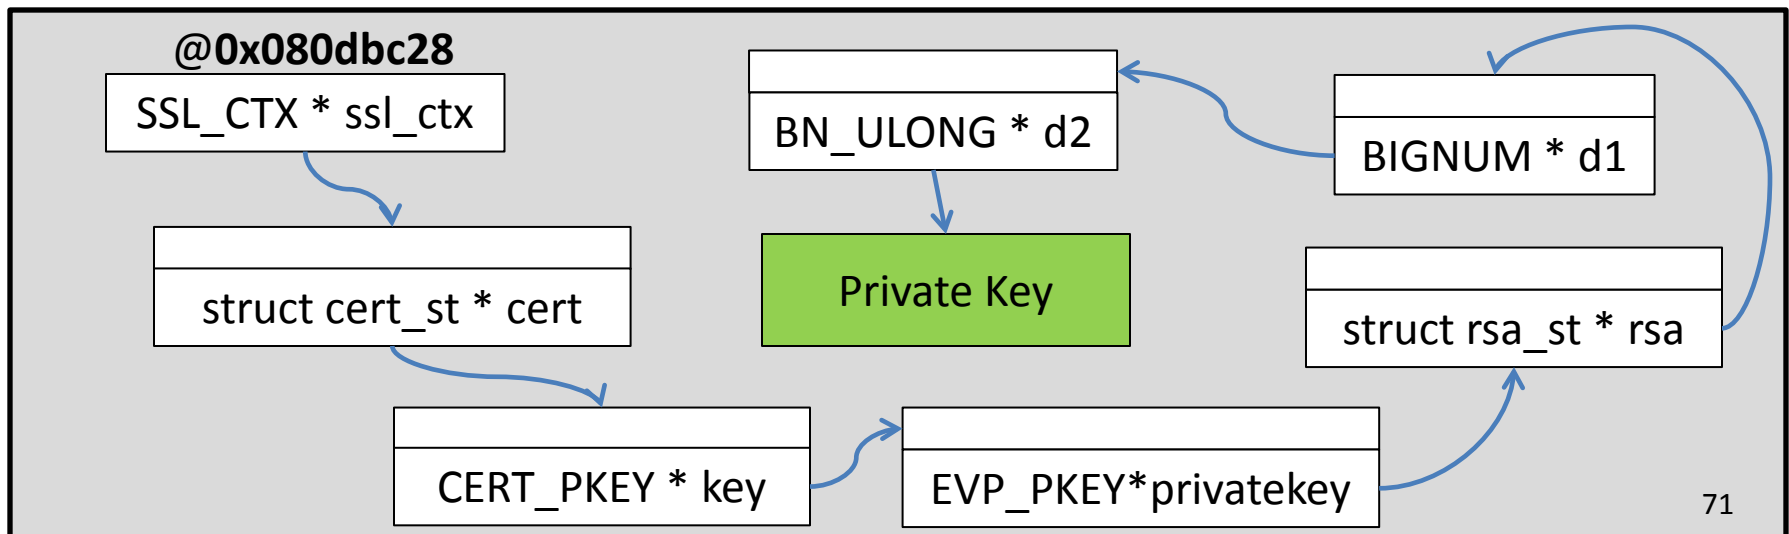 @0x080dbc28
SSL_CTX * ssl_ctx
struct cert_st * cert
CERT_PKEY * key
EVP_PKEY*privatekey
struct rsa_st * rsa
BIGNUM * d1
BN_ULONG * d2
Private Key
71